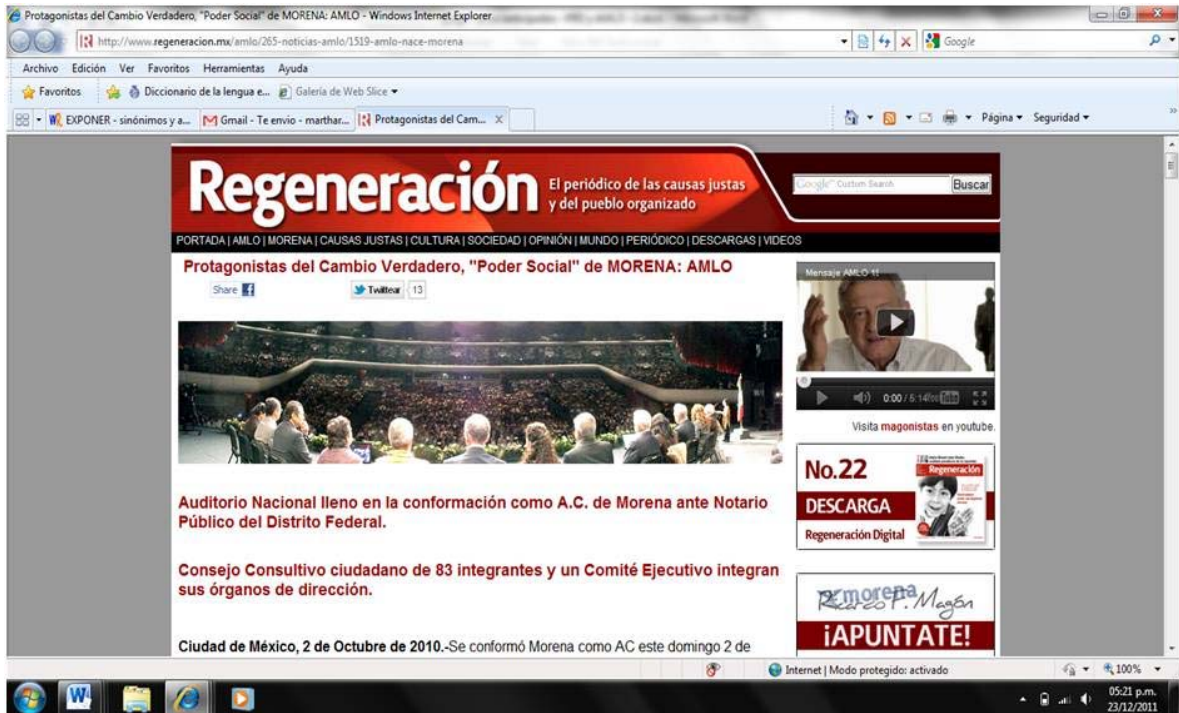 Protagonistas del Cambio Verdadero, "Poder Social" de MORENA: AMLO - Windows Internet Explorer
http://www.regeneracion.mx/amlo/265-noticias-amlo/1519-amlo-nace-morena
Google
Archivo Edición Ver Favoritos Herramientas Ayuda
Favoritos Diccionario de la lengua e... Galería de Web Slice
EXPONER - sinónimos y a... Gmail - Te envio - marthar... Protagonistas del Cam... X Página Seguridad
Regeneración
El periódico de las causas justas
y del pueblo organizado
Google Custom Search Buscar
PORTADA | AMLO | MORENA | CAUSAS JUSTAS | CULTURA | SOCIEDAD | OPINIÓN | MUNDO | PERIÓDICO | DESCARGAS | VIDEOS
Protagonistas del Cambio Verdadero, "Poder Social" de MORENA: AMLO
Share Twittear 13
Auditorio Nacional lleno en la conformación como A.C. de Morena ante Notario
Público del Distrito Federal.
Consejo Consultivo ciudadano de 83 integrantes y un Comité Ejecutivo integran
sus órganos de dirección.
Ciudad de México, 2 de Octubre de 2010.-Se conformó Morena como AC este domingo 2 de
Mensaje AMLO 1!
0:00 / 5:14
Visita magonistas en youtube.
No.22
DESCARGA
Regeneración Digital
Regeneración
morena
Ricardo F. Magón
¡APUNTATE!
Internet | Modo protegido: activado
100%
05:21 p.m.
23/12/2011